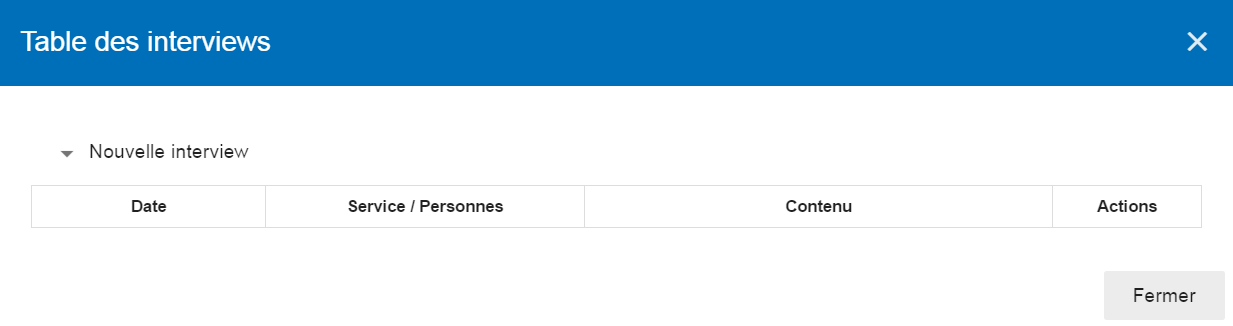 Table des interviews
Nouvelle interview
Date Service / Personnes Contenu Actions
Fermer